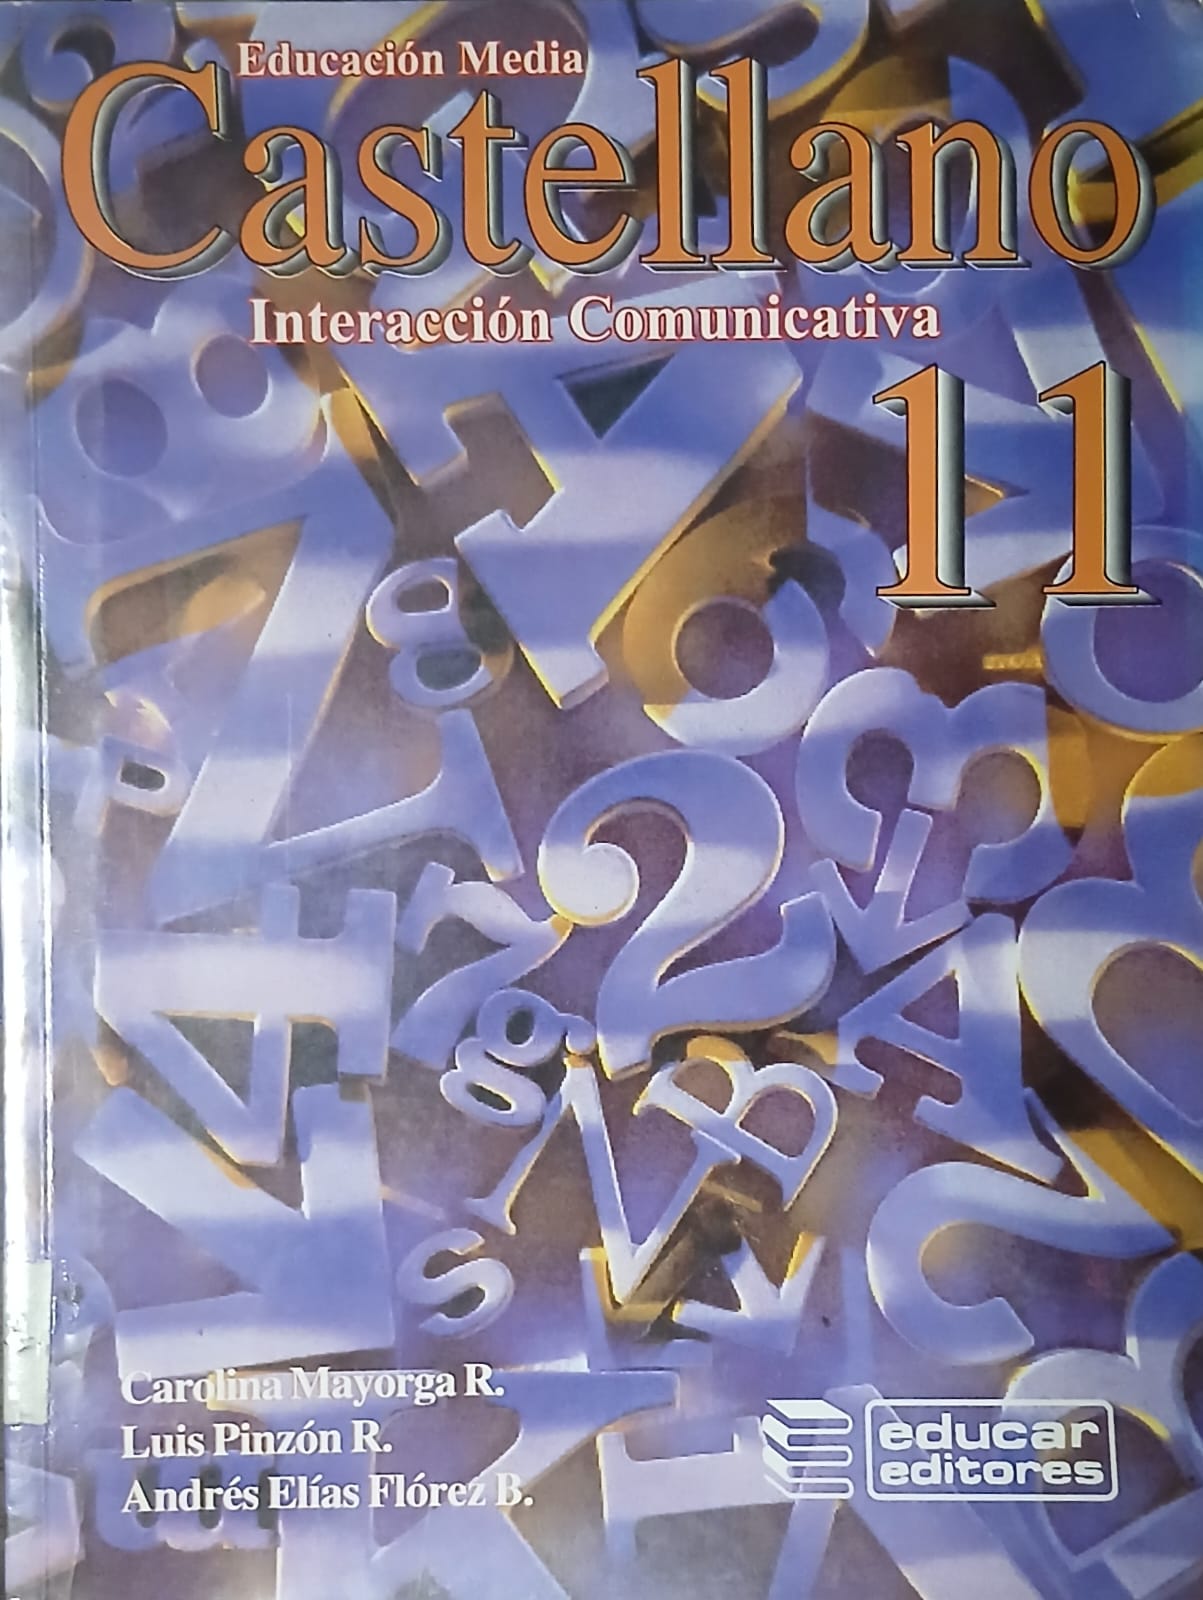 Educación Media
Castellano
Interacción Comunicativa
11
Carolina Mayorga R.
Luis Pinzón R.
Andrés Elías Flórez B.
educar
editores